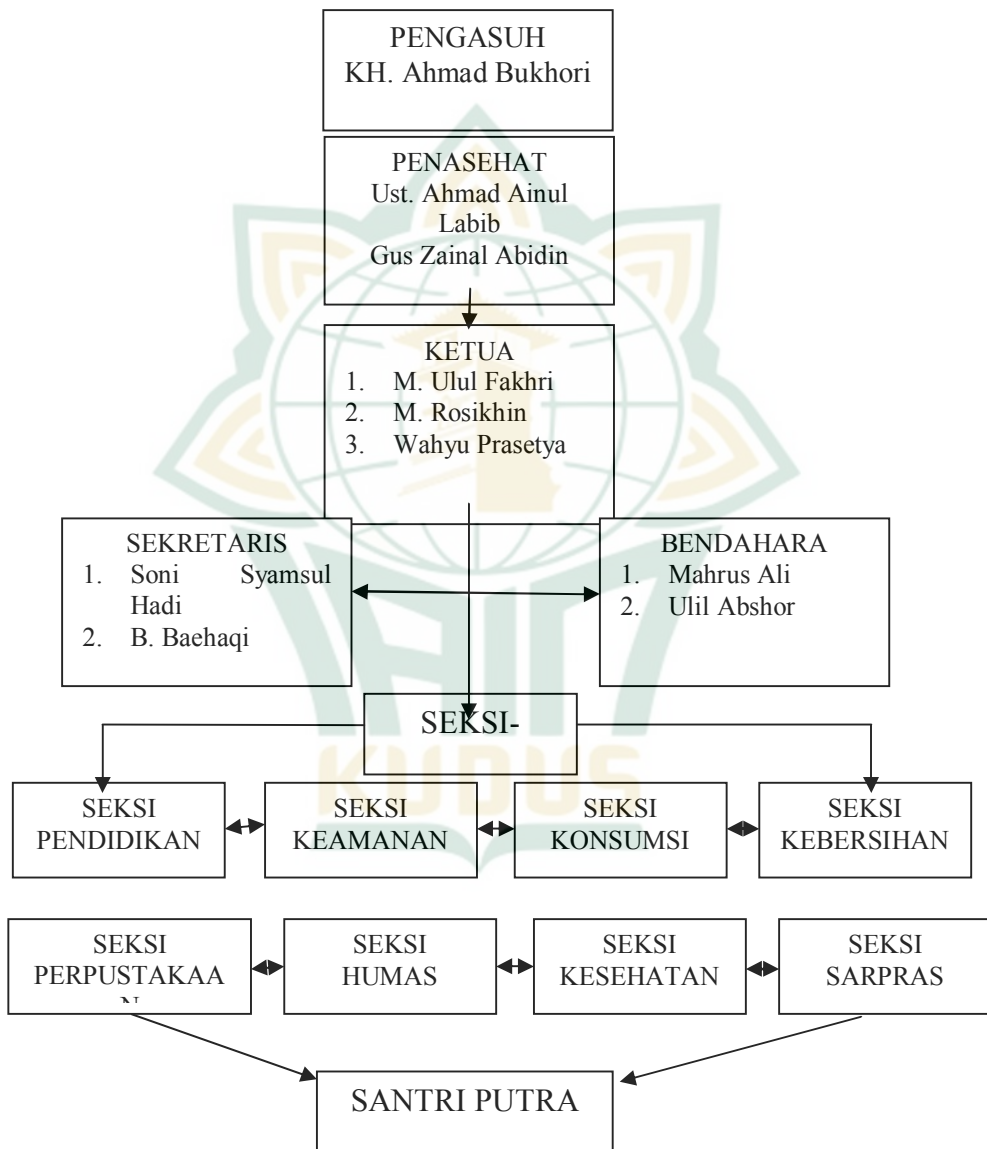 PENGASUH
KH. Ahmad Bukhori
PENASEHAT
Ust. Ahmad Ainul
Labib
Gus Zainal Abidin
KETUA
1. M. Ulul Fakhri
2. M. Rosikhin
3. Wahyu Prasetya
SEKRETARIS
1. Soni Syamsul
Hadi
2. B. Baehaqi
BENDAHARA
1. Mahrus Ali
2. Ulil Abshor
SEKSI-
SEKSI
PENDIDIKAN
SEKSI
KEAMANAN
SEKSI
KONSUMSI
SEKSI
KEBERSIHAN
SEKSI
PERPUSTAKAA
N
SEKSI
HUMAS
SEKSI
KESEHATAN
SEKSI
SARPRAS
SANTRI PUTRA
IAIN
KUDUS